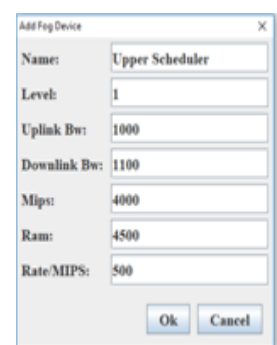 Add Fog Device X
Name: Upper Scheduler
Level: 1
Uplink Bw: 1000
Downlink Bw: 1100
Mips: 4000
Ram: 4500
Rate/MIPS: 500
Ok Cancel